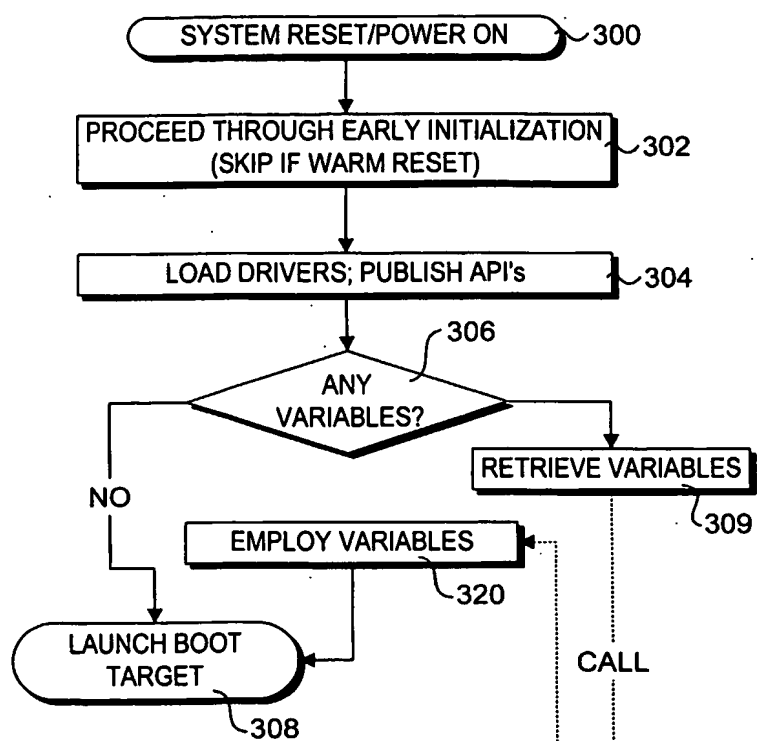 SYSTEM RESET/POWER ON
300
PROCEED THROUGH EARLY INITIALIZATION
(SKIP IF WARM RESET)
302
LOAD DRIVERS; PUBLISH API's
304
306
ANY
VARIABLES?
RETRIEVE VARIABLES
309
NO
EMPLOY VARIABLES
320
LAUNCH BOOT
TARGET
308
CALL